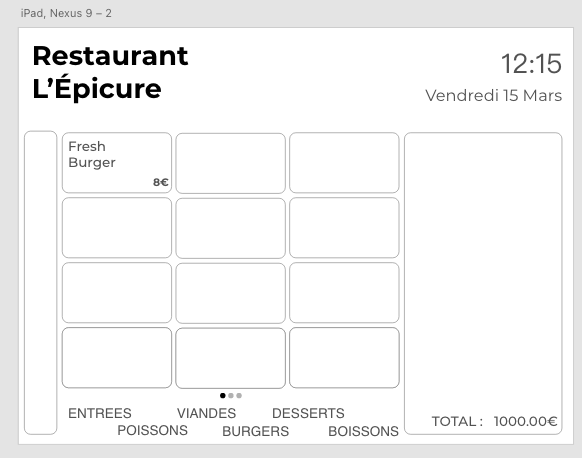 iPad, Nexus 9 – 2
Restaurant
L’Épicure
12:15
Vendredi 15 Mars
Fresh
Burger
8€
ENTREES VIANDES DESSERTS
POISSONS BURGERS BOISSONS
TOTAL : 1000.00€